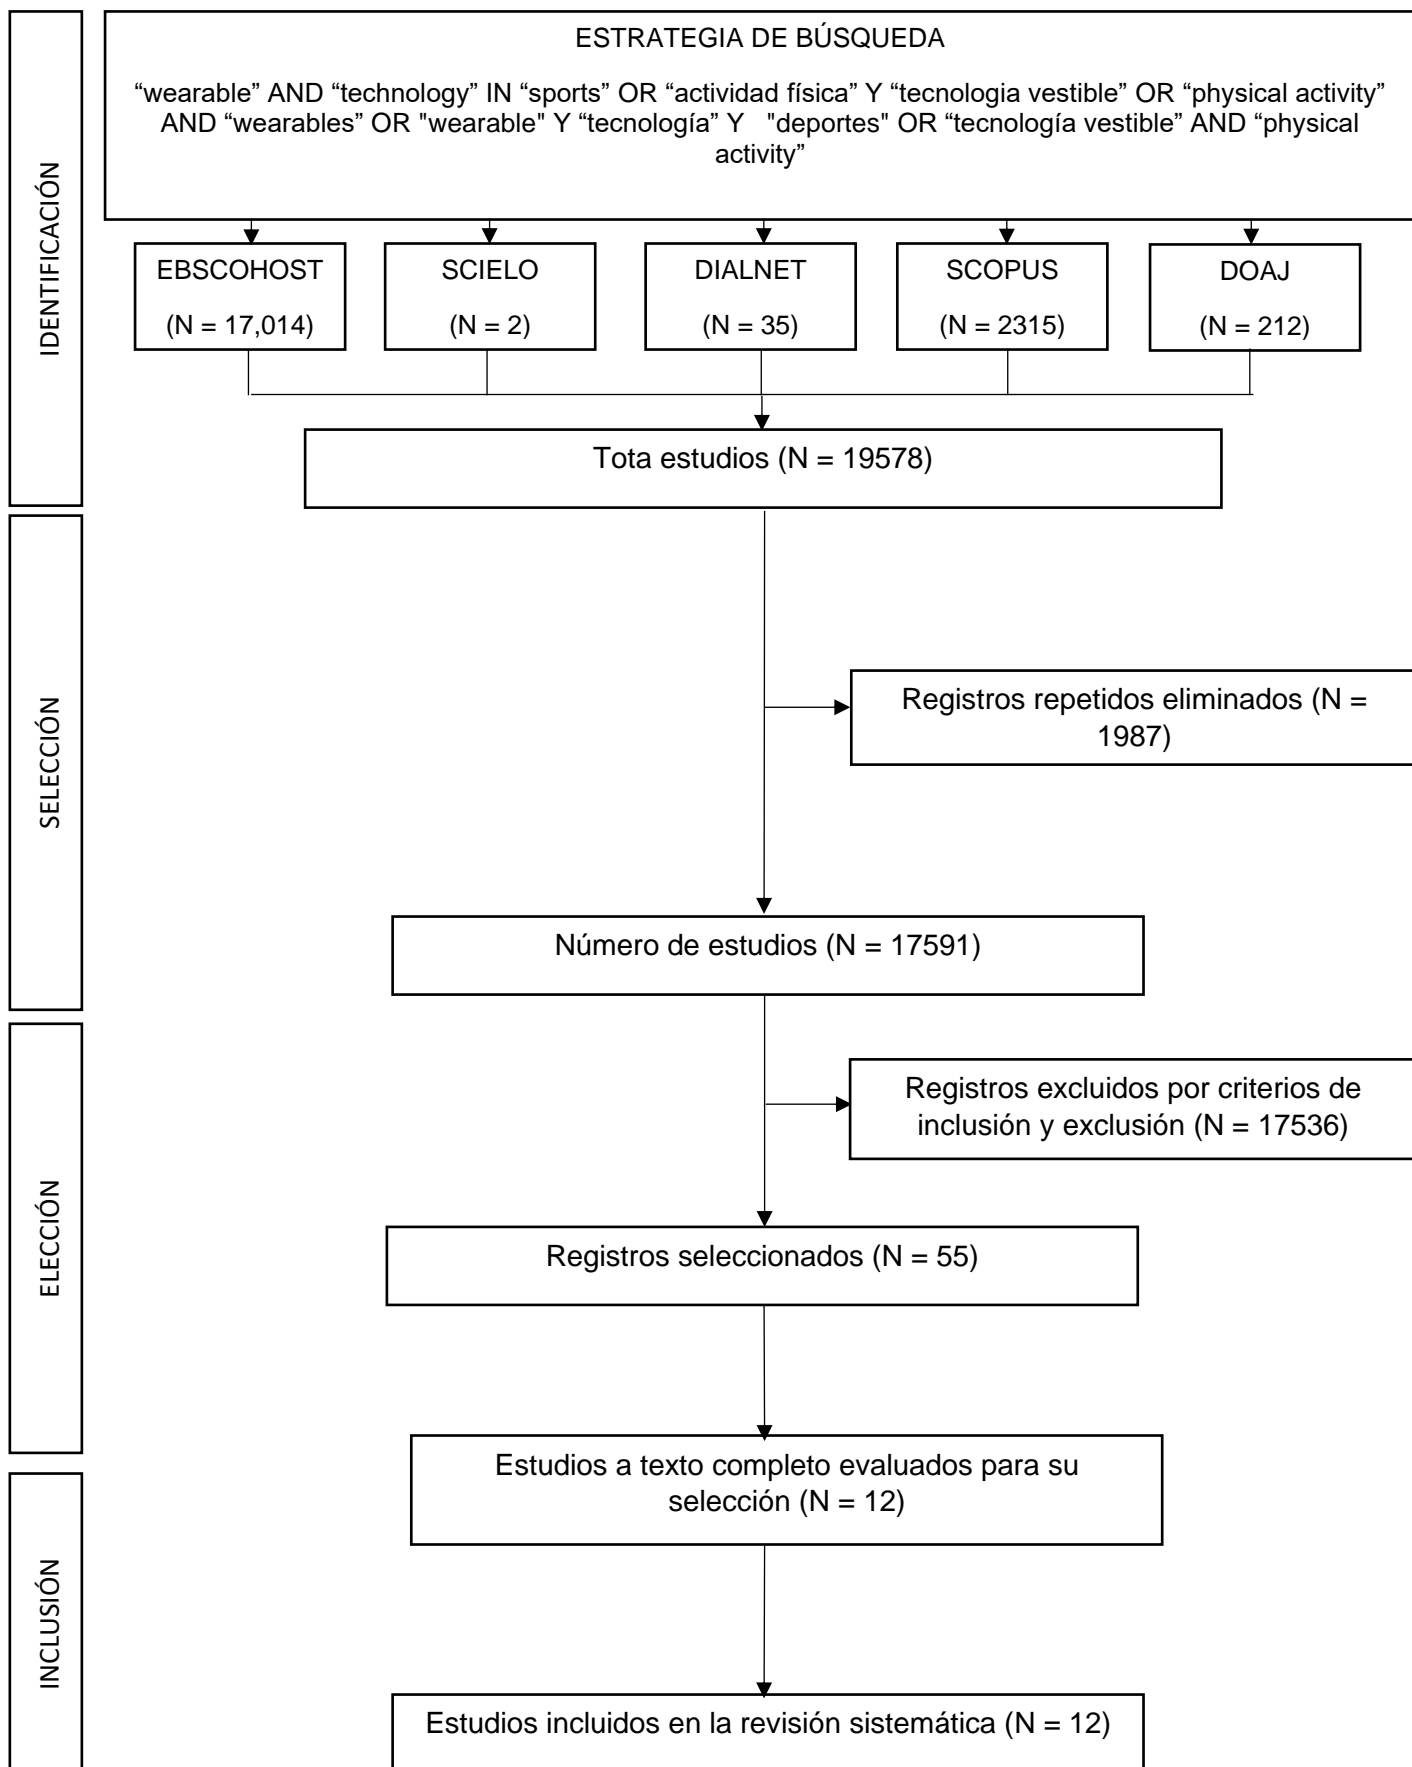 IDENTIFICACIÓN
ESTRATEGIA DE BÚSQUEDA
“wearable” AND “technology” IN “sports” OR “actividad física” Y “tecnologia vestible” OR “physical activity”
AND “wearables” OR "wearable" Y “tecnología” Y "deportes" OR “tecnología vestible” AND “physical
activity”
EBSCOHOST
(N = 17,014)
SCIELO
(N = 2)
DIALNET
(N = 35)
SCOPUS
(N = 2315)
DOAJ
(N = 212)
Tota estudios (N = 19578)
SELECCIÓN
Registros repetidos eliminados (N =
1987)
Número de estudios (N = 17591)
ELECCIÓN
Registros excluidos por criterios de
inclusión y exclusión (N = 17536)
Registros seleccionados (N = 55)
Estudios a texto completo evaluados para su
selección (N = 12)
INCLUSIÓN
Estudios incluidos en la revisión sistemática (N = 12)